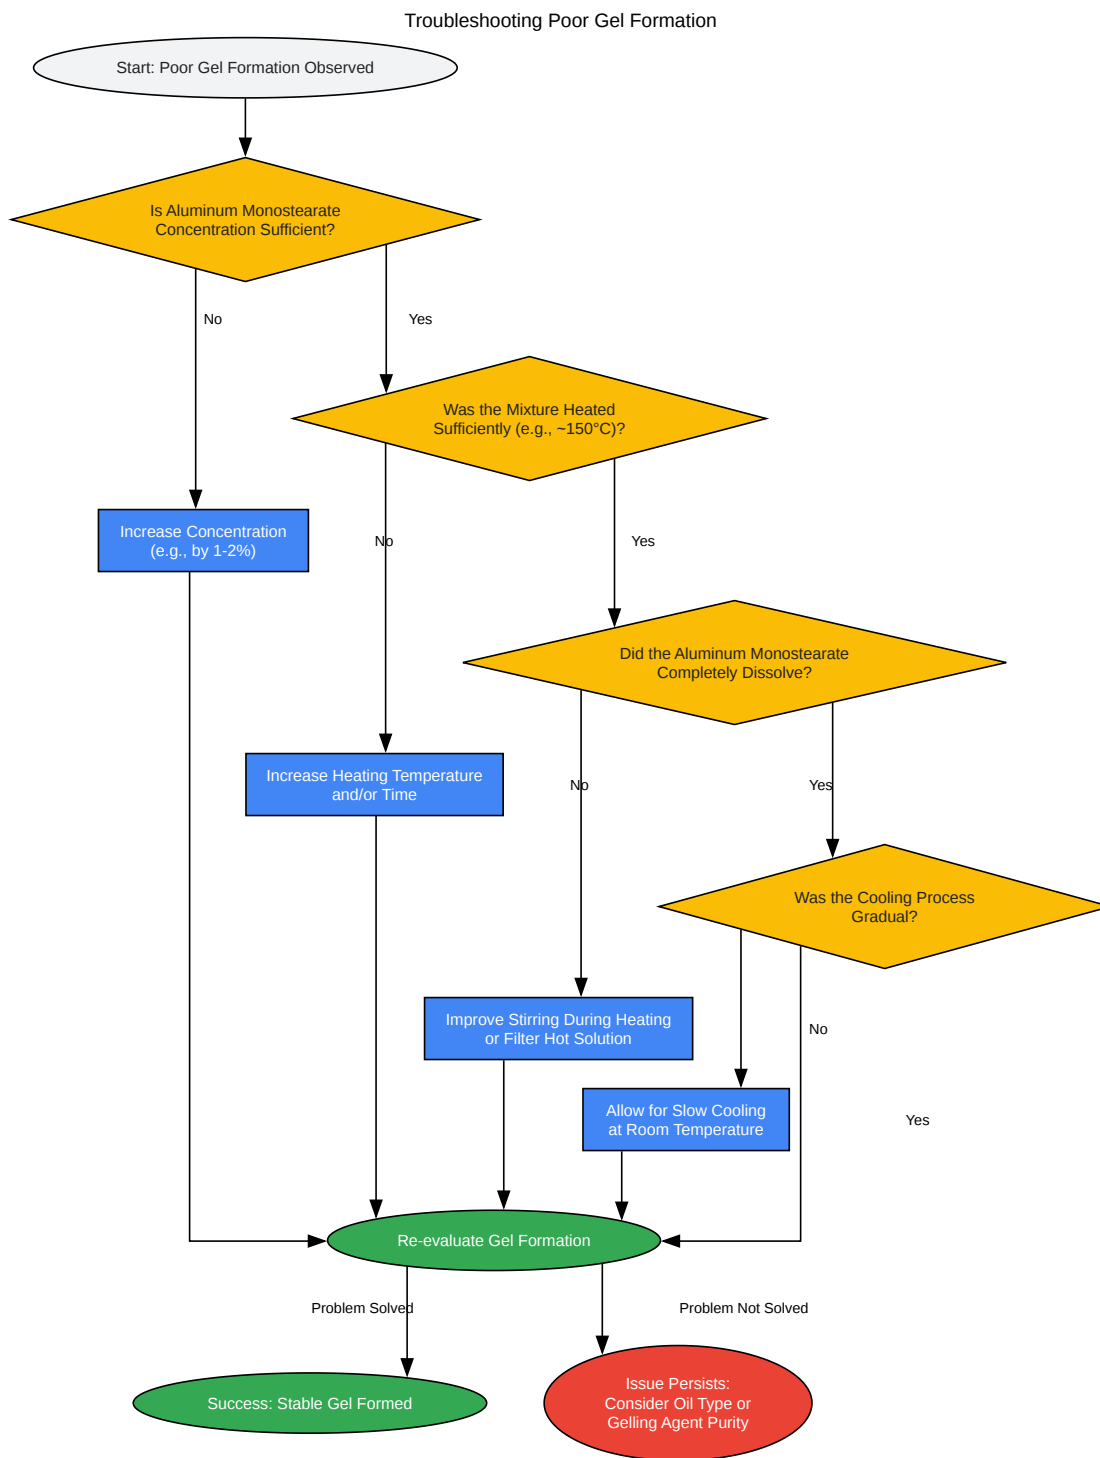 Troubleshooting Poor Gel Formation
Start: Poor Gel Formation Observed
Is Aluminum Monostearate
Concentration Sufficient?
No
Yes
Was the Mixture Heated
Sufficiently (e.g., ~150°C)?
Increase Concentration
(e.g., by 1-2%)
No
Yes
Did the Aluminum Monostearate
Completely Dissolve?
Increase Heating Temperature
and/or Time
No
Yes
Was the Cooling Process
Gradual?
Improve Stirring During Heating
or Filter Hot Solution
No
Allow for Slow Cooling
at Room Temperature
Yes
Re-evaluate Gel Formation
Problem Solved
Problem Not Solved
Success: Stable Gel Formed
Issue Persists:
Consider Oil Type or
Gelling Agent Purity